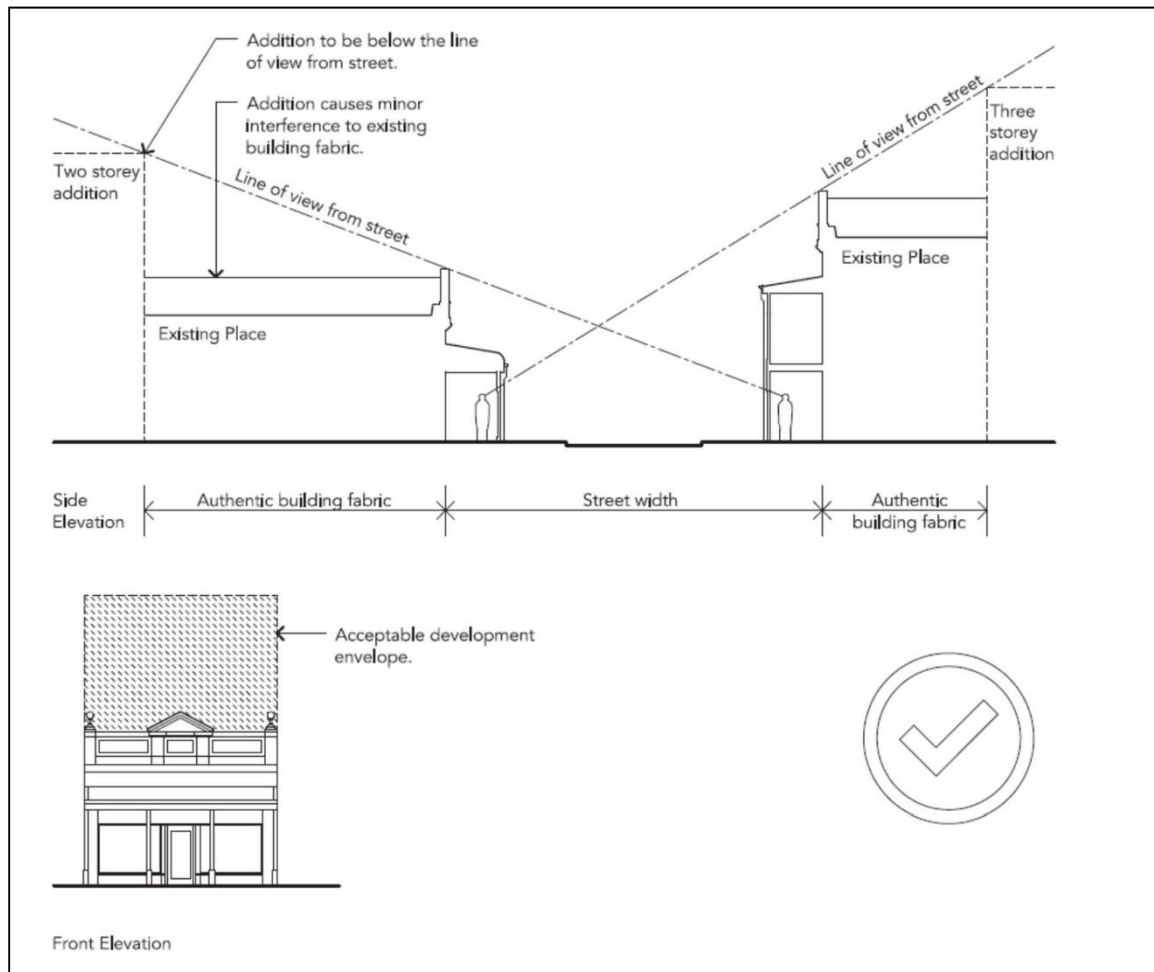 Addition to be below the line
of view from street.
Addition causes minor
interference to existing
building fabric.
Two storey
addition
Line of view from street
Line of view from street
Three
storey
addition
Existing Place
Existing Place
Side
Elevation
Authentic building fabric
Street width
Authentic
building fabric
Acceptable development
envelope.
Front Elevation